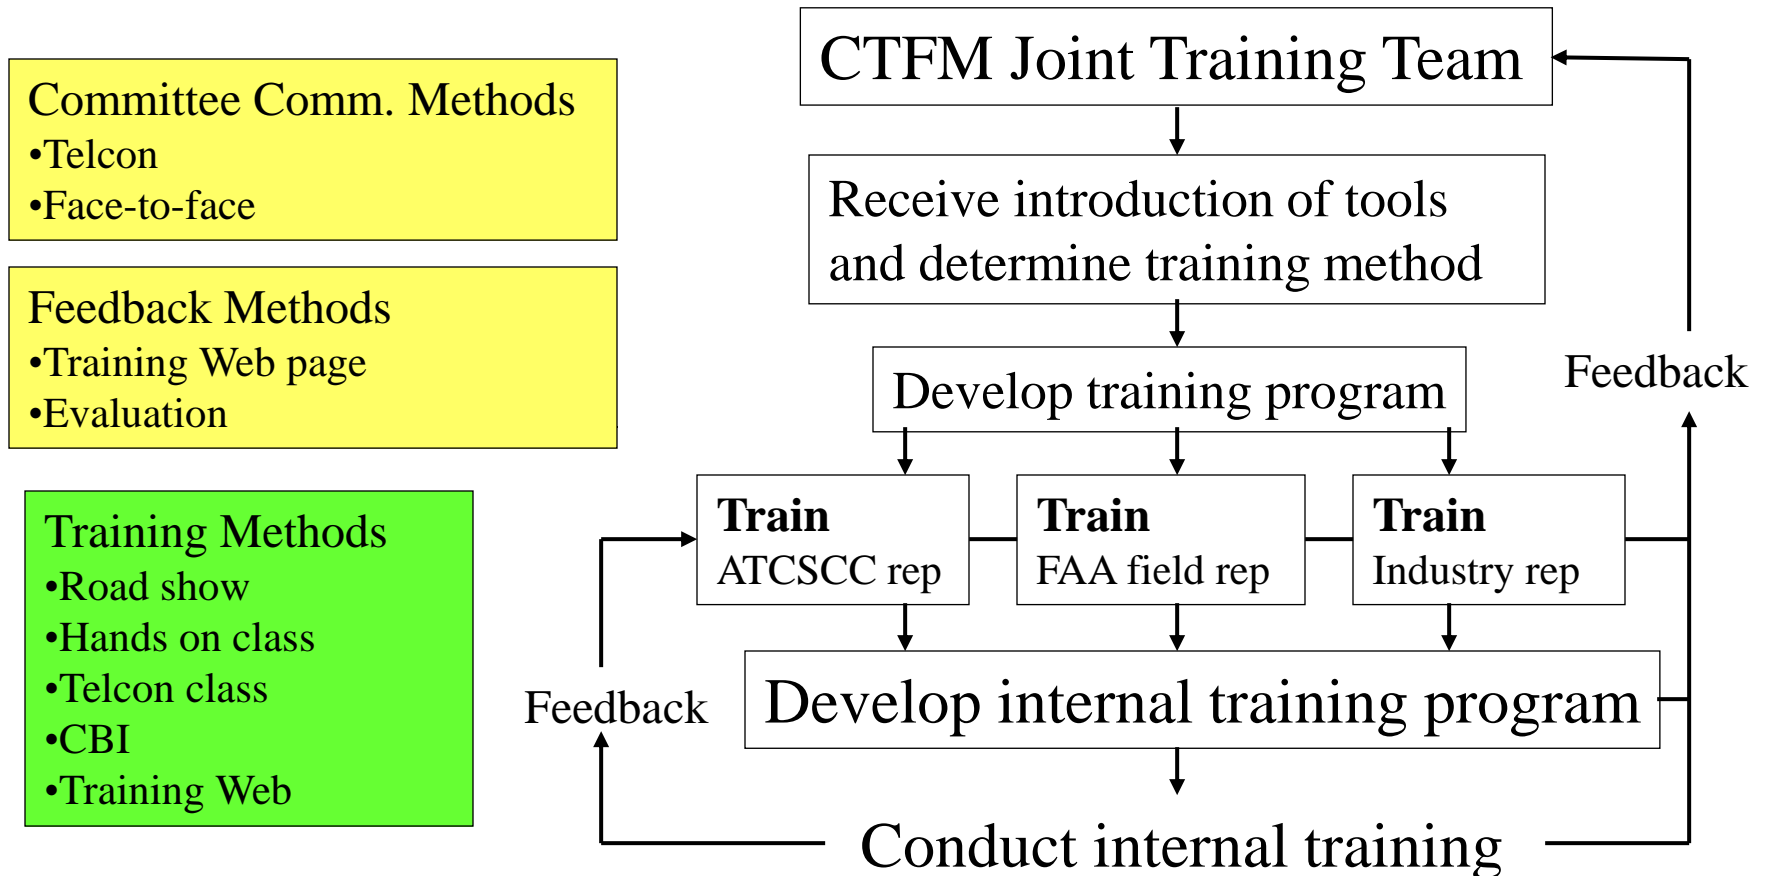 CTFM Joint Training Team
Committee Comm. Methods
•Telcon
•Face-to-face
Receive introduction of tools
and determine training method
Feedback Methods
•Training Web page
•Evaluation
Develop training program
Feedback
Training Methods
•Road show
•Hands on class
•Telcon class
•CBI
•Training Web
Train
ATCSCC rep
Train
FAA field rep
Train
Industry rep
Feedback
Develop internal training program
Conduct internal training